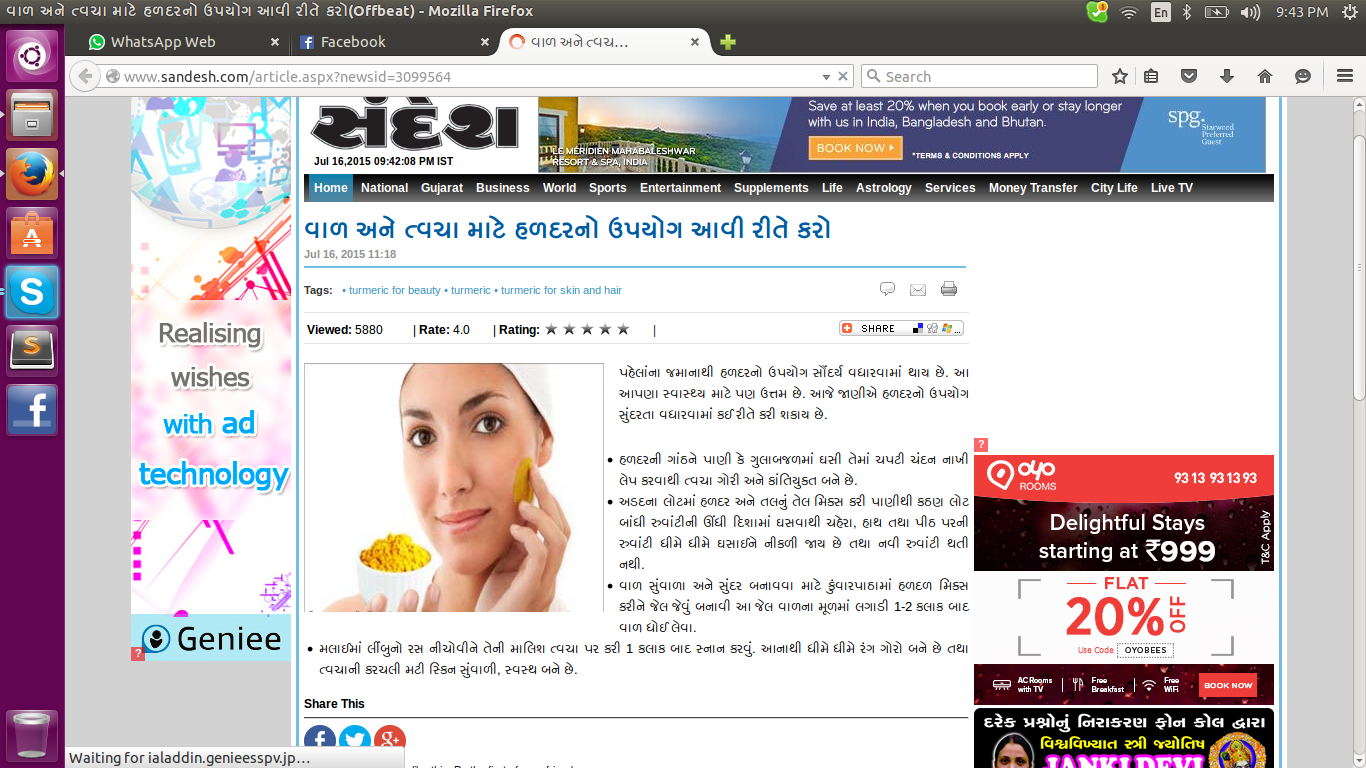 વાળ અને ત્વચા માટે હળદરનો ઉપયોગ આવી રીતે કરો(Offbeat) - Mozilla Firefox
En
9:43 PM
WhatsApp Web
Facebook
વાળ અને ત્વચ...
www.sandesh.com/article.aspx?newsid=3099564
Search
સંદેશ
Jul 16,2015 09:42:08 PM IST
LE MERIDIEN MAHABALESHWAR
RESORT & SPA, INDIA
Save at least 20% when you book early or stay longer
with us in India, Bangladesh and Bhutan.
BOOK NOW
*TERMS & CONDITIONS APPLY
spg.
Starwood
Preferred
Guest
Home National Gujarat Business World Sports Entertainment Supplements Life Astrology Services Money Transfer City Life Live TV
વાળ અને ત્વચા માટે હળદરનો ઉપયોગ આવી રીતે કરો
Jul 16, 2015 11:18
Tags: • turmeric for beauty • turmeric • turmeric for skin and hair
Viewed: 5880 | Rate: 4.0 | Rating: |
SHARE
પહેલાંના જમાનાથી હળદરનો ઉપયોગ સૌંદર્ય વધારવામાં થાય છે. આ
આપણા સ્વાસ્થ્ય માટે પણ ઉત્તમ છે. આજે જાણીએ હળદરનો ઉપયોગ
સુંદરતા વધારવામાં કઈ રીતે કરી શકાય છે.
• હળદરની ગાંઠને પાણી કે ગુલાબજળમાં ઘસી તેમાં ચપટી ચંદન નાખી
લેપ કરવાથી ત્વચા ગોરી અને કાંતિયુક્ત બને છે.
• અડદના લોટમાં હળદર અને તલનું તેલ મિક્સ કરી પાણીથી કઠણ લોટ
બાંધી રુવાંટીની ઊંધી દિશામાં ઘસવાથી ચહેરા, હાથ તથા પીઠ પરની
રુવાંટી ધીમે ધીમે ઘસાઇને નીકળી જાય છે તથા નવી રુવાંટી થતી
નથી.
• વાળ સુંવાળા અને સુંદર બનાવવા માટે કુંવારપાઠામાં હળદળ મિક્સ
કરીને જેલ જેવું બનાવી આ જેલ વાળના મૂળમાં લગાડી 1-2 કલાક બાદ
વાળ ધોઈ લેવા.
• મલાઇમાં લીંબુનો રસ નીચોવીને તેની માલિશ ત્વચા પર કરી 1 કલાક બાદ સ્નાન કરવું. આનાથી ધીમે ધીમે રંગ ગોરો બને છે તથા
ત્વચાની કરચલી મટી સ્કિન સુંવાળી, સ્વસ્થ બને છે.
Share This
Realising
wishes
with ad
technology
Geniee
?
?
OYO
ROOMS
93 13 93 13 93
Delightful Stays
starting at ₹999
T&C Apply
FLAT
20% OFF
Use Code OYOBEES
AC Rooms
with TV
Free
Breakfast
Free
WiFi
BOOK NOW
દરેક પ્રશ્નોનું નિરાકરણ ફોન કોલ દ્વારા
વિશ્વવિખ્યાત સ્ત્રી જ્યોતિષ
JANKI DEVI
Waiting for ialaddin.genieesspv.jp...